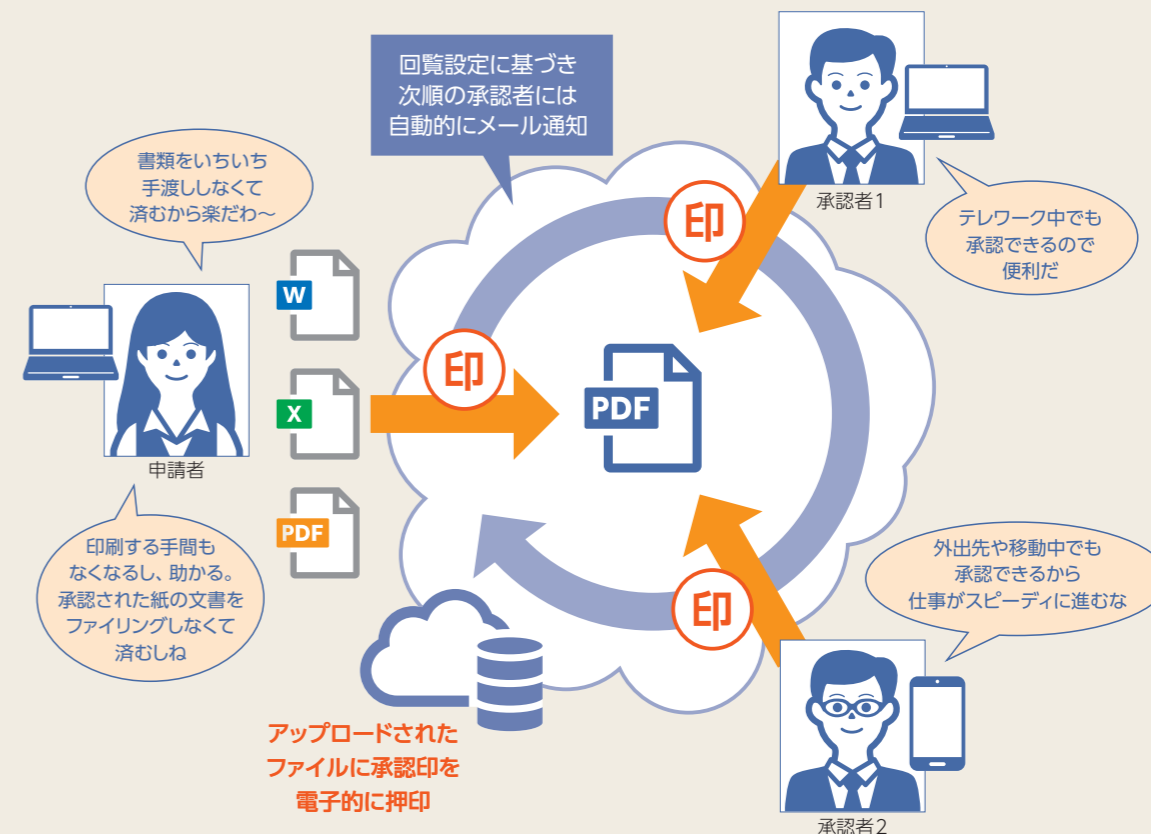 回覧設定に基づき
次順の承認者には
自動的にメール通知
書類をいちいち
手渡ししなくて
済むから楽だわ〜
申請者
印刷する手間も
なくなるし、助かる。
承認された紙の文書を
ファイリングしなくて
済むしね
W
X
PDF
印
印
印
PDF
承認者1
テレワーク中でも
承認できるので
便利だ
外出先や移動中でも
承認できるから
仕事がスピーディに進むな
承認者2
アップロードされた
ファイルに承認印を
電子的に押印